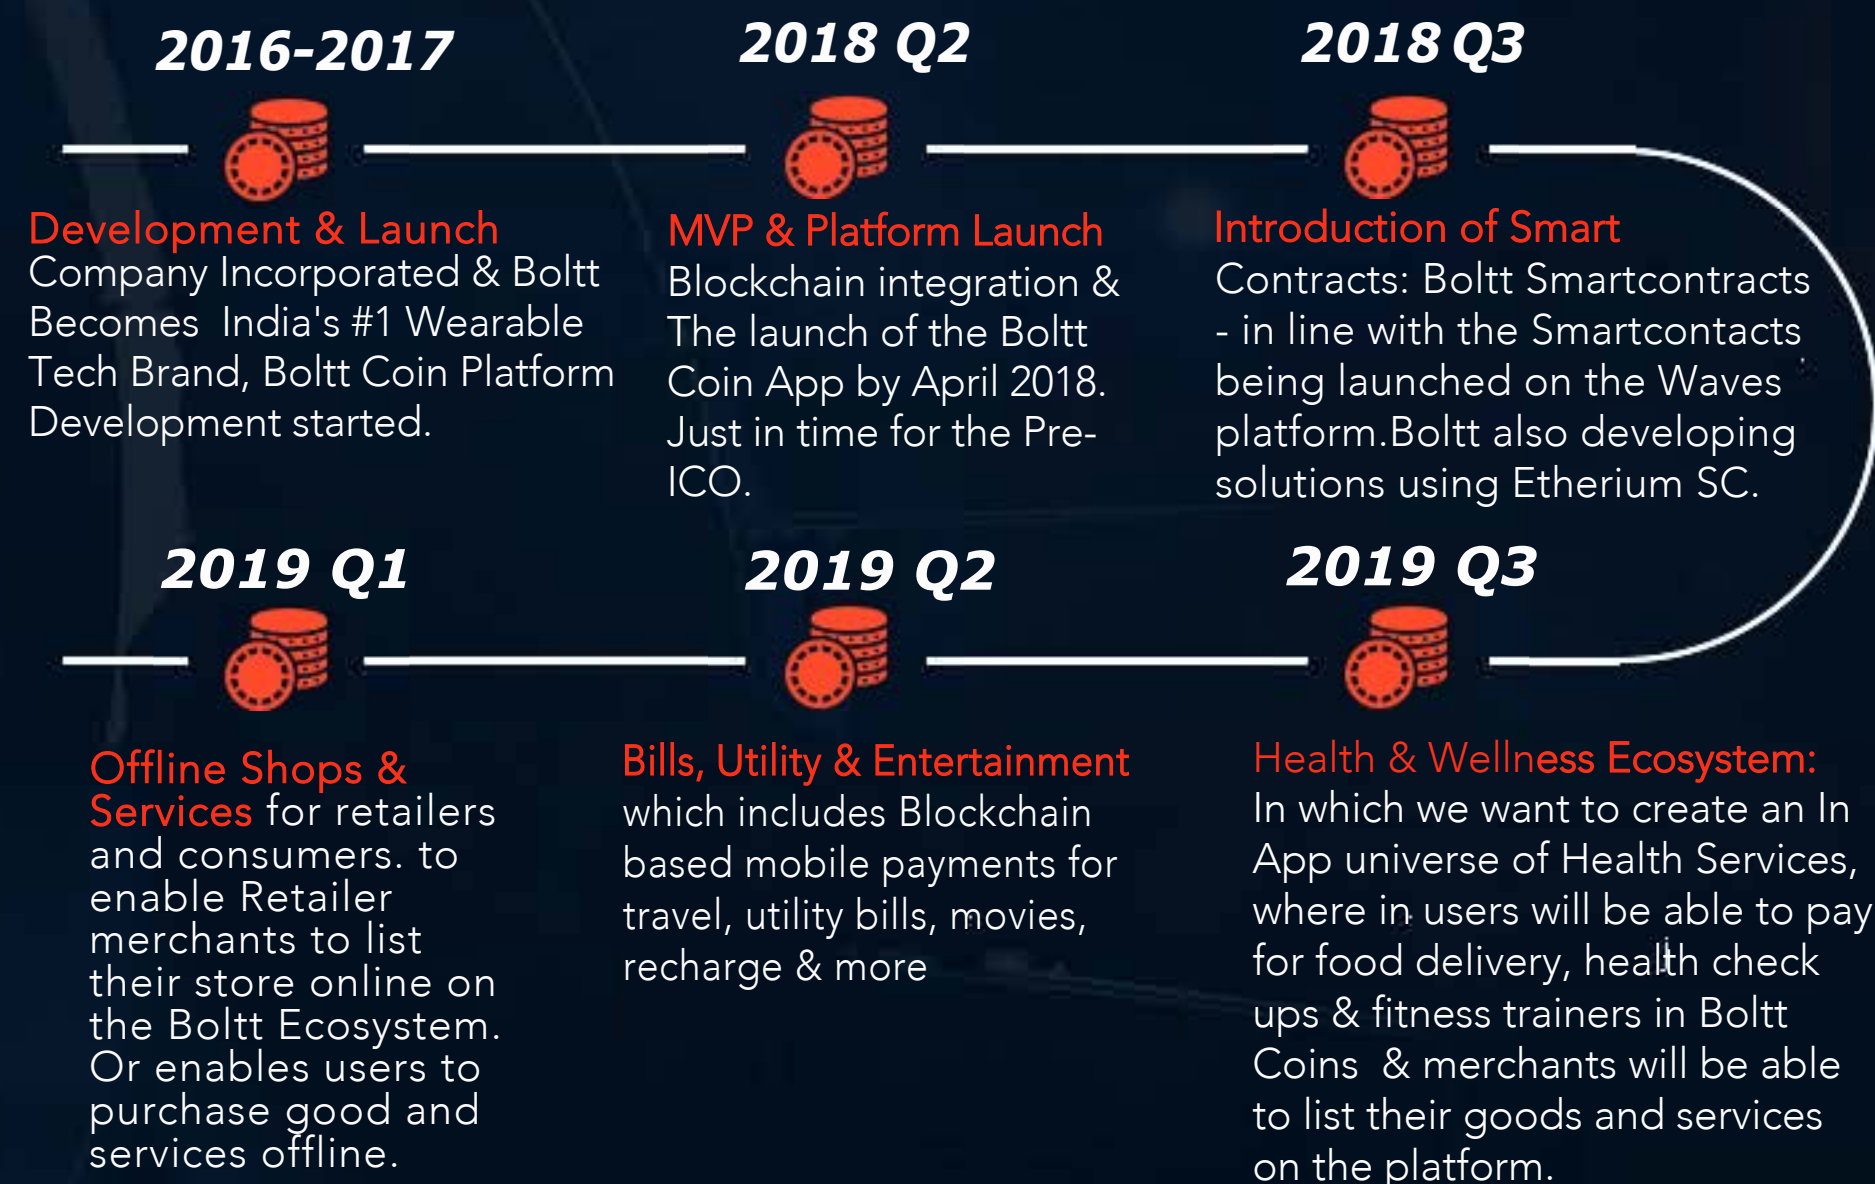 2016-2017
Development & Launch
Company Incorporated & Boltt
Becomes India's #1 Wearable
Tech Brand, Boltt Coin Platform
Development started.
2018 Q2
MVP & Platform Launch
Blockchain integration &
The launch of the Boltt
Coin App by April 2018.
Just in time for the Pre-
ICO.
2018 Q3
Introduction of Smart
Contracts: Boltt Smartcontracts
- in line with the Smartcontacts
being launched on the Waves
platform.Boltt also developing
solutions using Etherium SC.
2019 Q1
Offline Shops &
Services for retailers
and consumers. to
enable Retailer
merchants to list
their store online on
the Boltt Ecosystem.
Or enables users to
purchase good and
services offline.
2019 Q2
Bills, Utility & Entertainment
which includes Blockchain
based mobile payments for
travel, utility bills, movies,
recharge & more
2019 Q3
Health & Wellness Ecosystem:
In which we want to create an In
App universe of Health Services,
where in users will be able to pay
for food delivery, health check
ups & fitness trainers in Boltt
Coins & merchants will be able
to list their goods and services
on the platform.